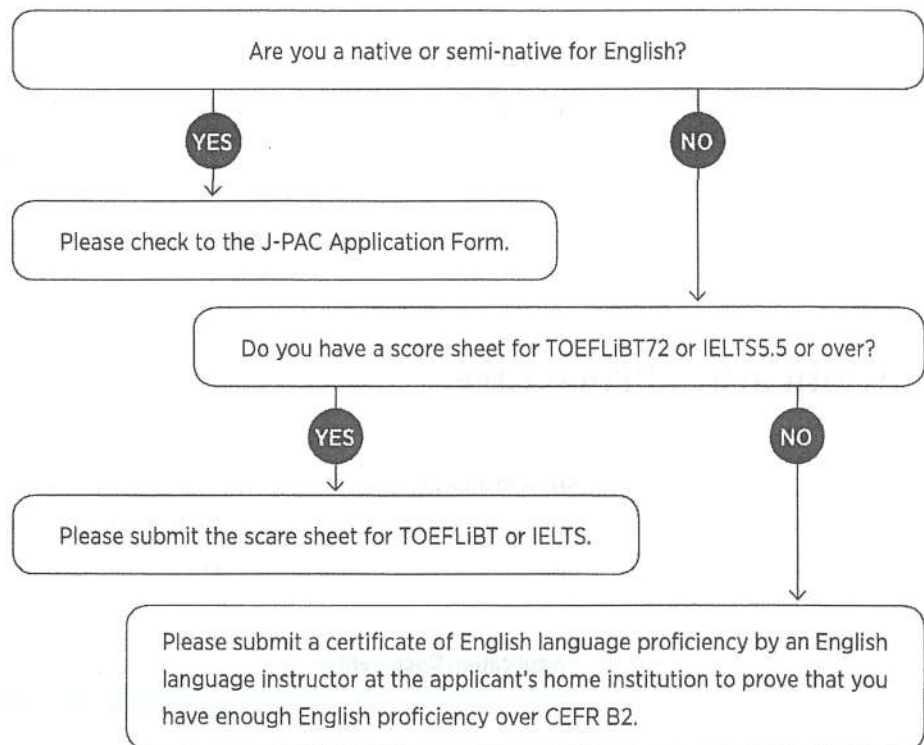 Are you a native or semi-native for English?
YES
NO
Please check to the J-PAC Application Form.
Do you have a score sheet for TOEFLiBT72 or IELTS5.5 or over?
YES
NO
Please submit the scare sheet for TOEFLiBT or IELTS.
Please submit a certificate of English language proficiency by an English
language instructor at the applicant's home institution to prove that you
have enough English proficiency over CEFR B2.